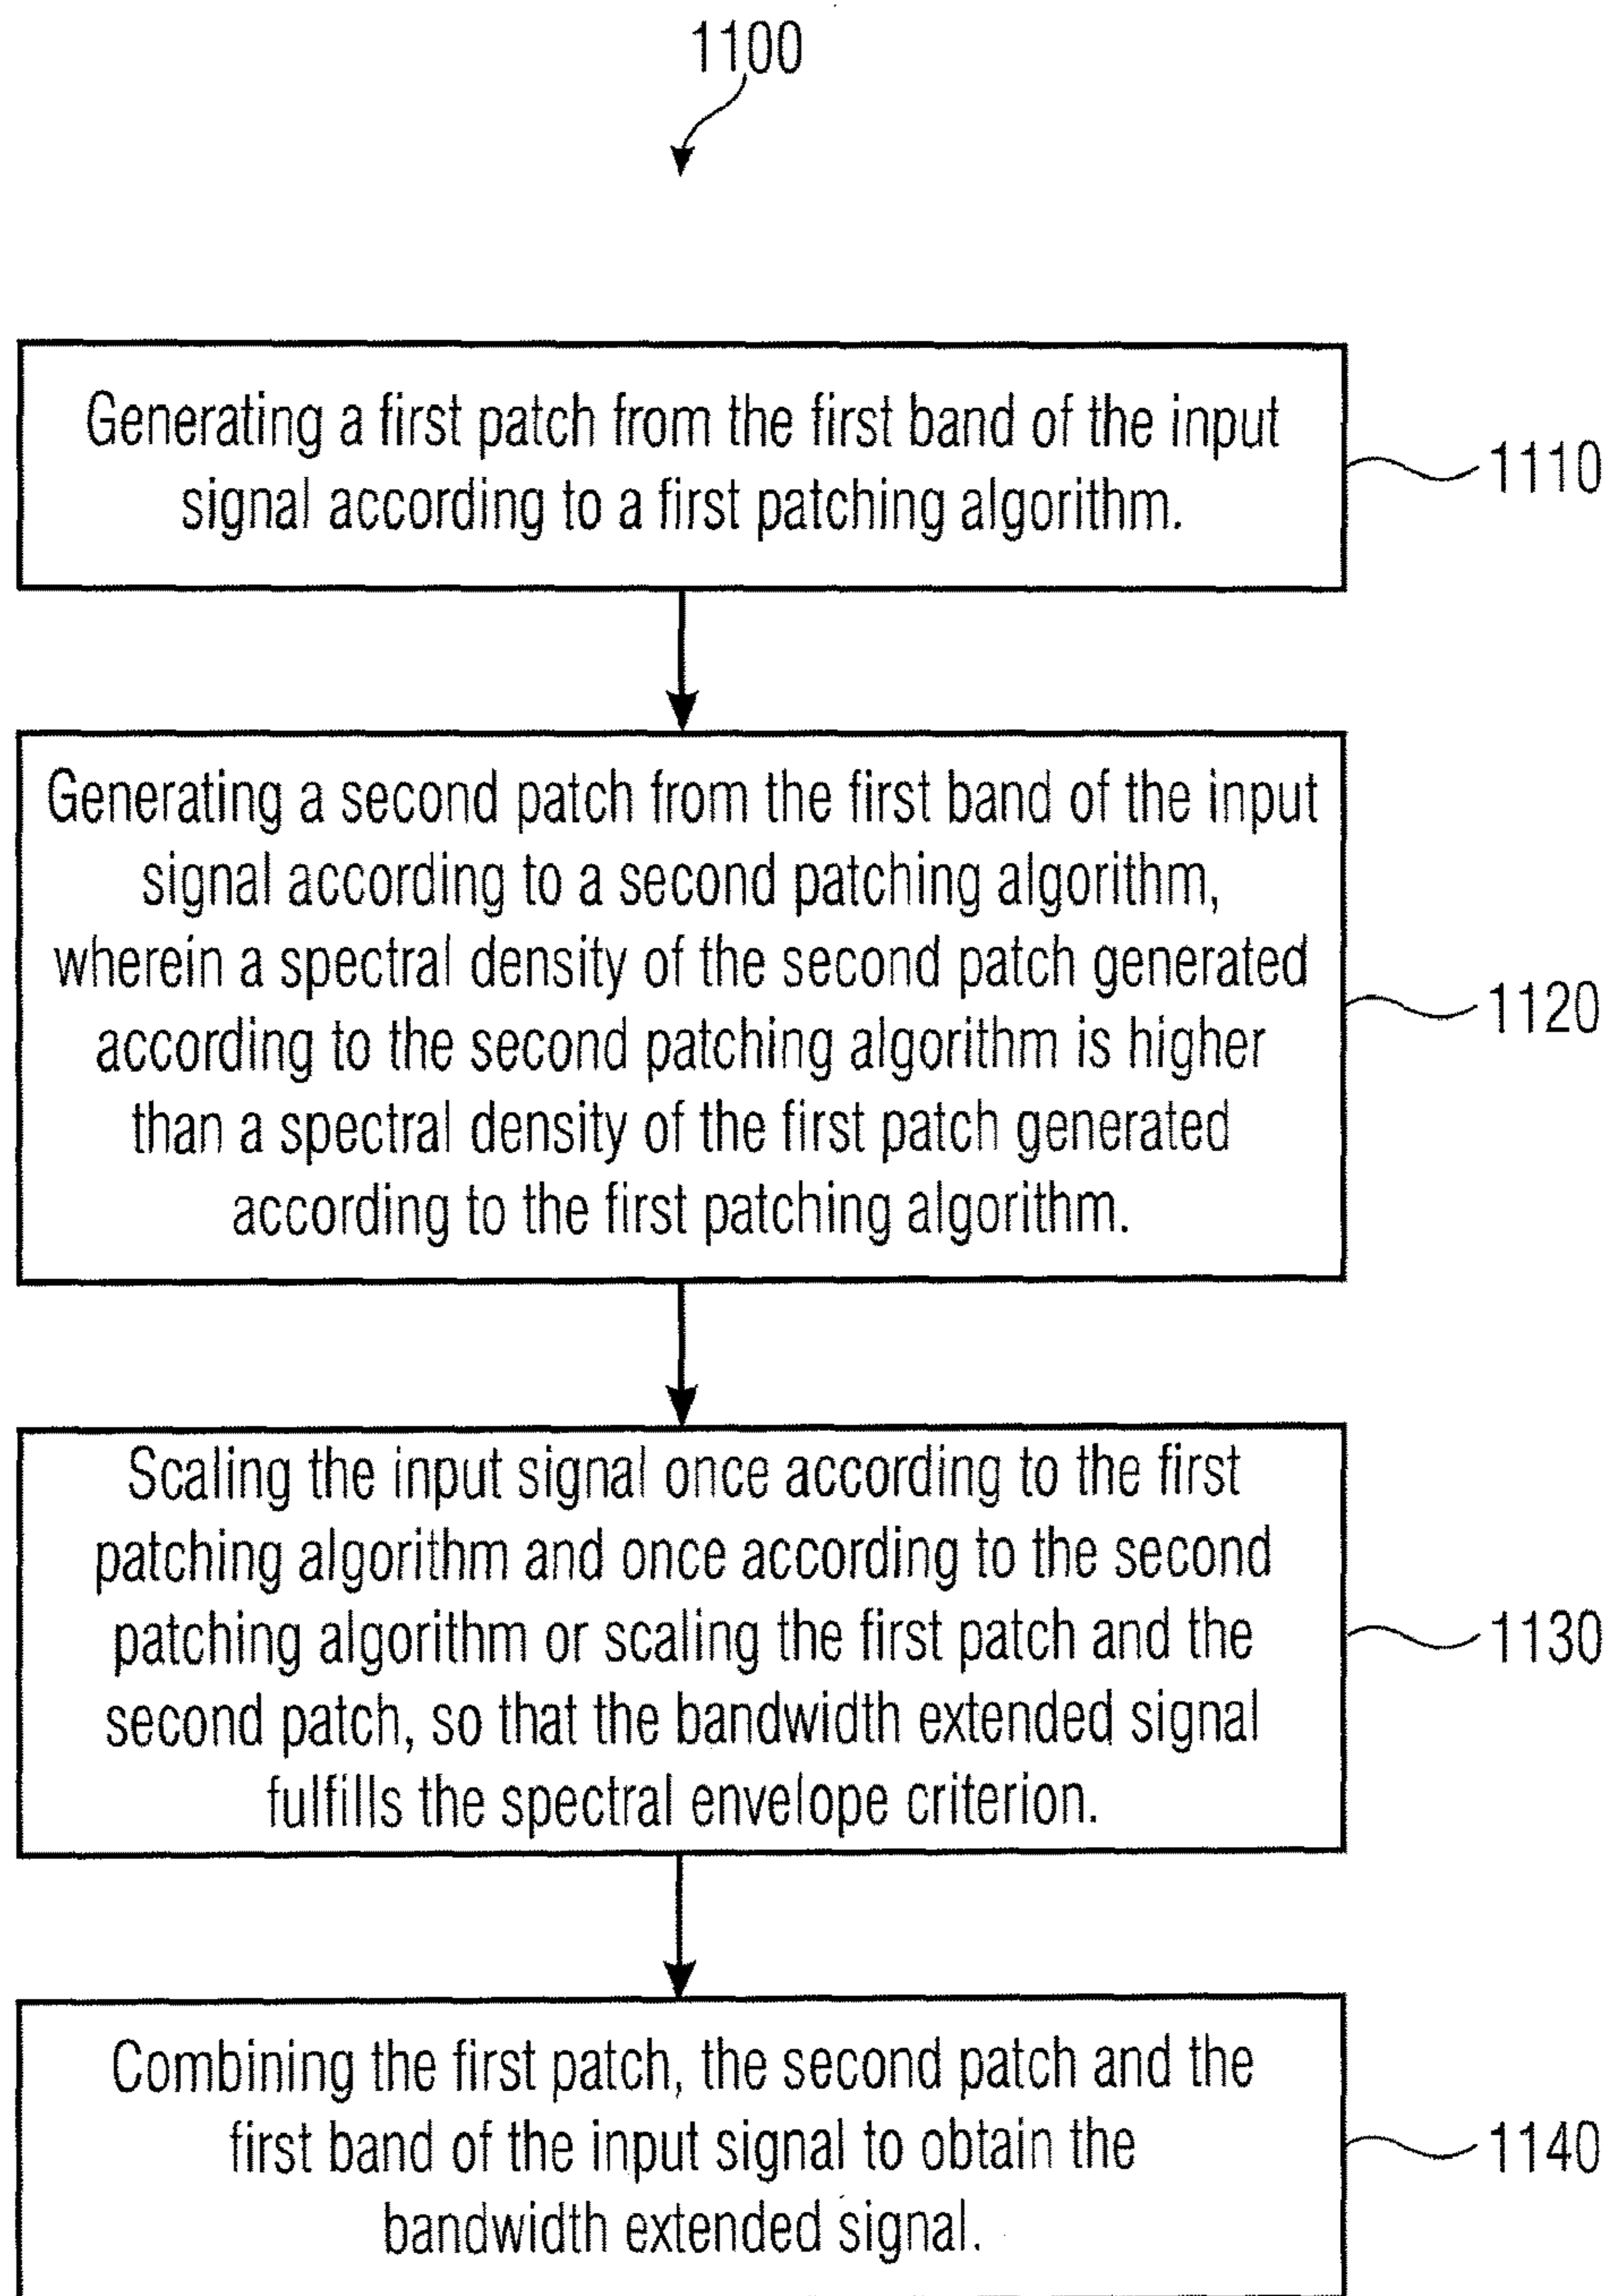 1100
Generating a first patch from the first band of the input
signal according to a first patching algorithm.
1110
Generating a second patch from the first band of the input
signal according to a second patching algorithm,
wherein a spectral density of the second patch generated
according to the second patching algorithm is higher
than a spectral density of the first patch generated
according to the first patching algorithm.
1120
Scaling the input signal once according to the first
patching algorithm and once according to the second
patching algorithm or scaling the first patch and the
second patch, so that the bandwidth extended signal
fulfills the spectral envelope criterion.
1130
Combining the first patch, the second patch and the
first band of the input signal to obtain the
bandwidth extended signal.
1140